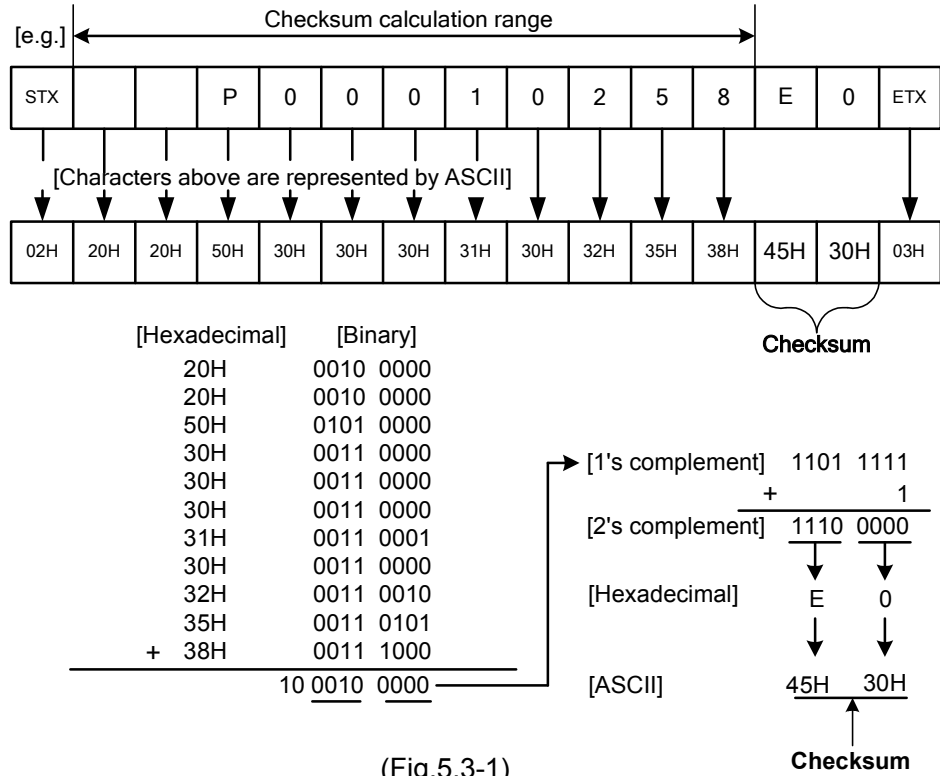 Checksum calculation range
[e.g.]
STX P 0 0 0 1 0 2 5 8 E 0 ETX
[Characters above are represented by ASCII]
02H 20H 20H 50H 30H 30H 30H 31H 30H 32H 35H 38H 45H 30H 03H
Checksum
[Hexadecimal] [Binary]
20H 0010 0000
20H 0010 0000
50H 0101 0000
30H 0011 0000
30H 0011 0000
30H 0011 0000
31H 0011 0001
30H 0011 0000
32H 0011 0010
35H 0011 0101
+ 38H 0011 1000
10 0010 0000
[1's complement] 1101 1111
+ 1
[2's complement] 1110 0000
[Hexadecimal] E 0
[ASCII] 45H 30H
Checksum
(Fig.5.3-1)